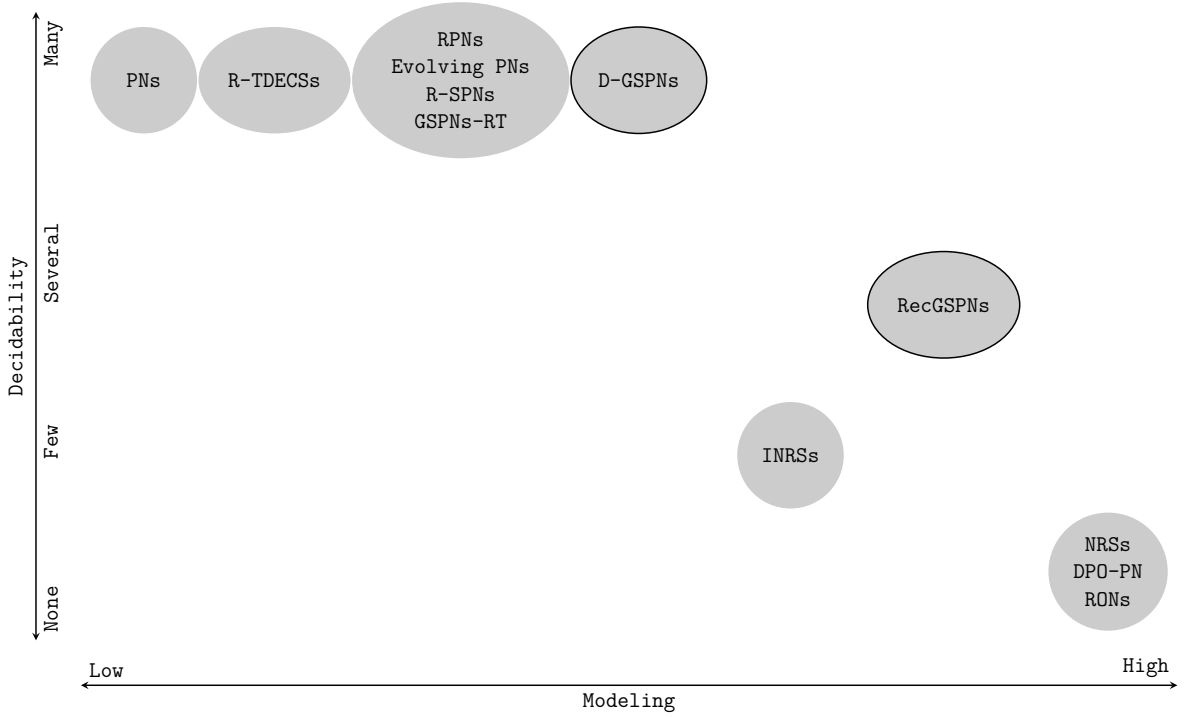 Many
PNs
R-TDECSs
RPNs
Evolving PNs
R-SPNs
GSPNs-RT
D-GSPNs
Several
RecGSPNs
Decidability
Few
INRSs
NRSs
DPO-PN
RONs
None
Low
High
Modeling